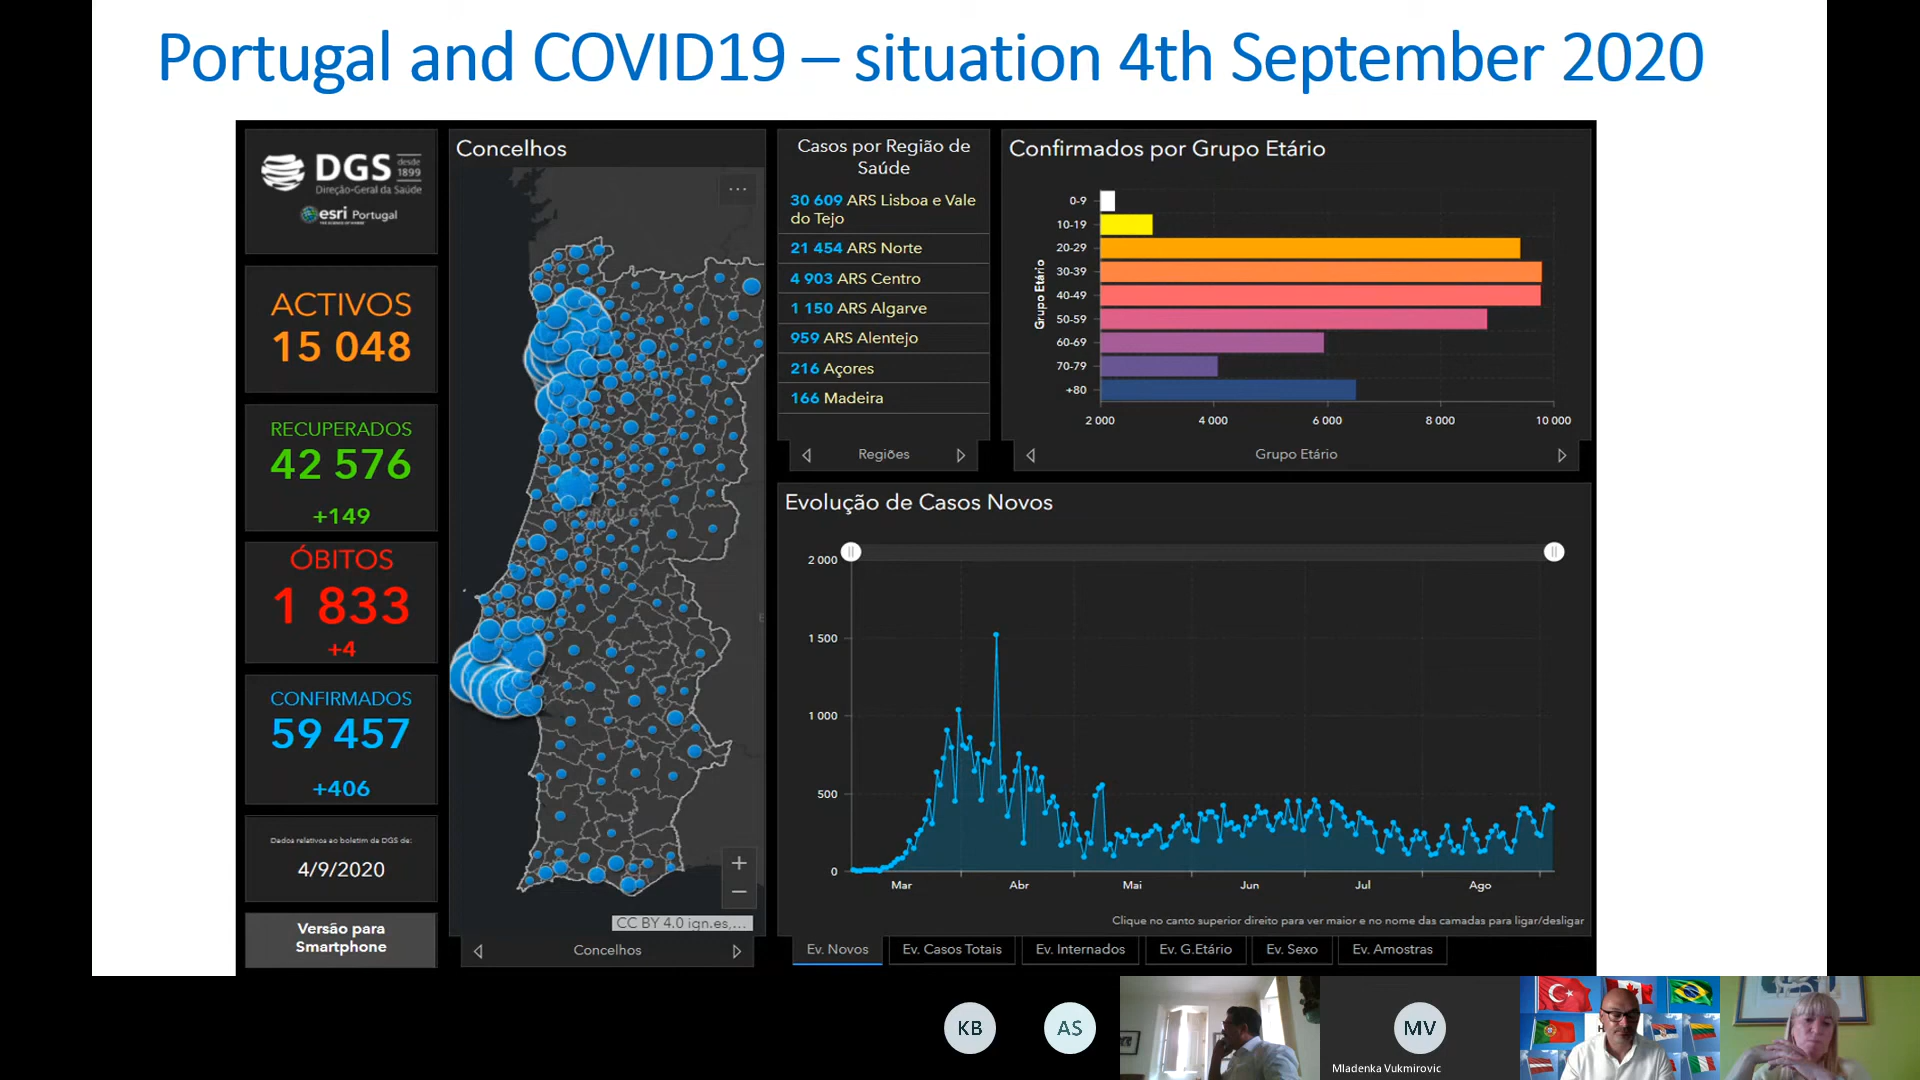 Portugal and COVID19 – situation 4th September 2020
DGS desde 1899
Direção-Geral da Saúde
esri Portugal
ACTIVOS
15 048
RECUPERADOS
42 576
+149
ÓBITOS
1 833
+4
CONFIRMADOS
59 457
+406
Dados relativos ao boletim da DGS de:
4/9/2020
Versão para
Smartphone
Concelhos
PORTUGAL
CC BY 4.0 ign.es,...
Concelhos
Casos por Região de
Saúde
30 609 ARS Lisboa e Vale
do Tejo
21 454 ARS Norte
4 903 ARS Centro
1 150 ARS Algarve
959 ARS Alentejo
216 Açores
166 Madeira
Regiões
Confirmados por Grupo Etário
Grupo Etário
0-9
10-19
20-29
30-39
40-49
50-59
60-69
70-79
+80
2 000 4 000 6 000 8 000 10 000
Grupo Etário
Evolução de Casos Novos
2 000
1 500
1 000
500
0
Mar Abr Mai Jun Jul Ago
Clique no canto superior direito para ver maior e no nome das camadas para ligar/desligar
Ev. Novos Ev. Casos Totais Ev. Internados Ev. G.Etário Ev. Sexo Ev. Amostras
KB AS MV
Mladenka Vukmirovic